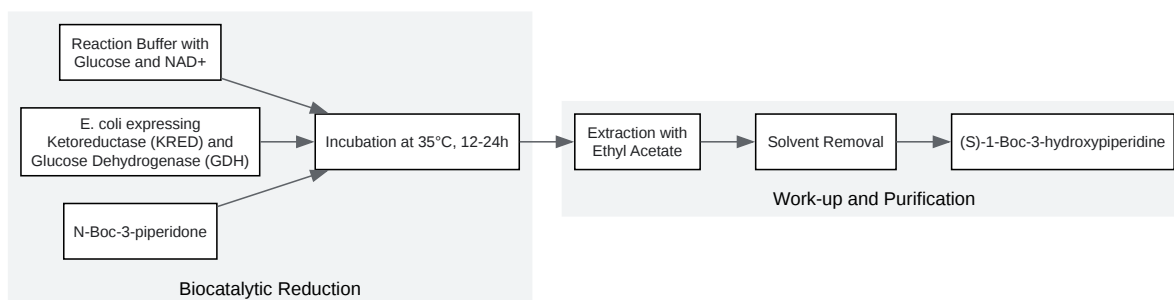 Reaction Buffer with
Glucose and NAD+
E. coli expressing
Ketoreductase (KRED) and
Glucose Dehydrogenase (GDH)
N-Boc-3-piperidone
Incubation at 35°C, 12-24h
Biocatalytic Reduction
Extraction with
Ethyl Acetate
Solvent Removal
(S)-1-Boc-3-hydroxypiperidine
Work-up and Purification